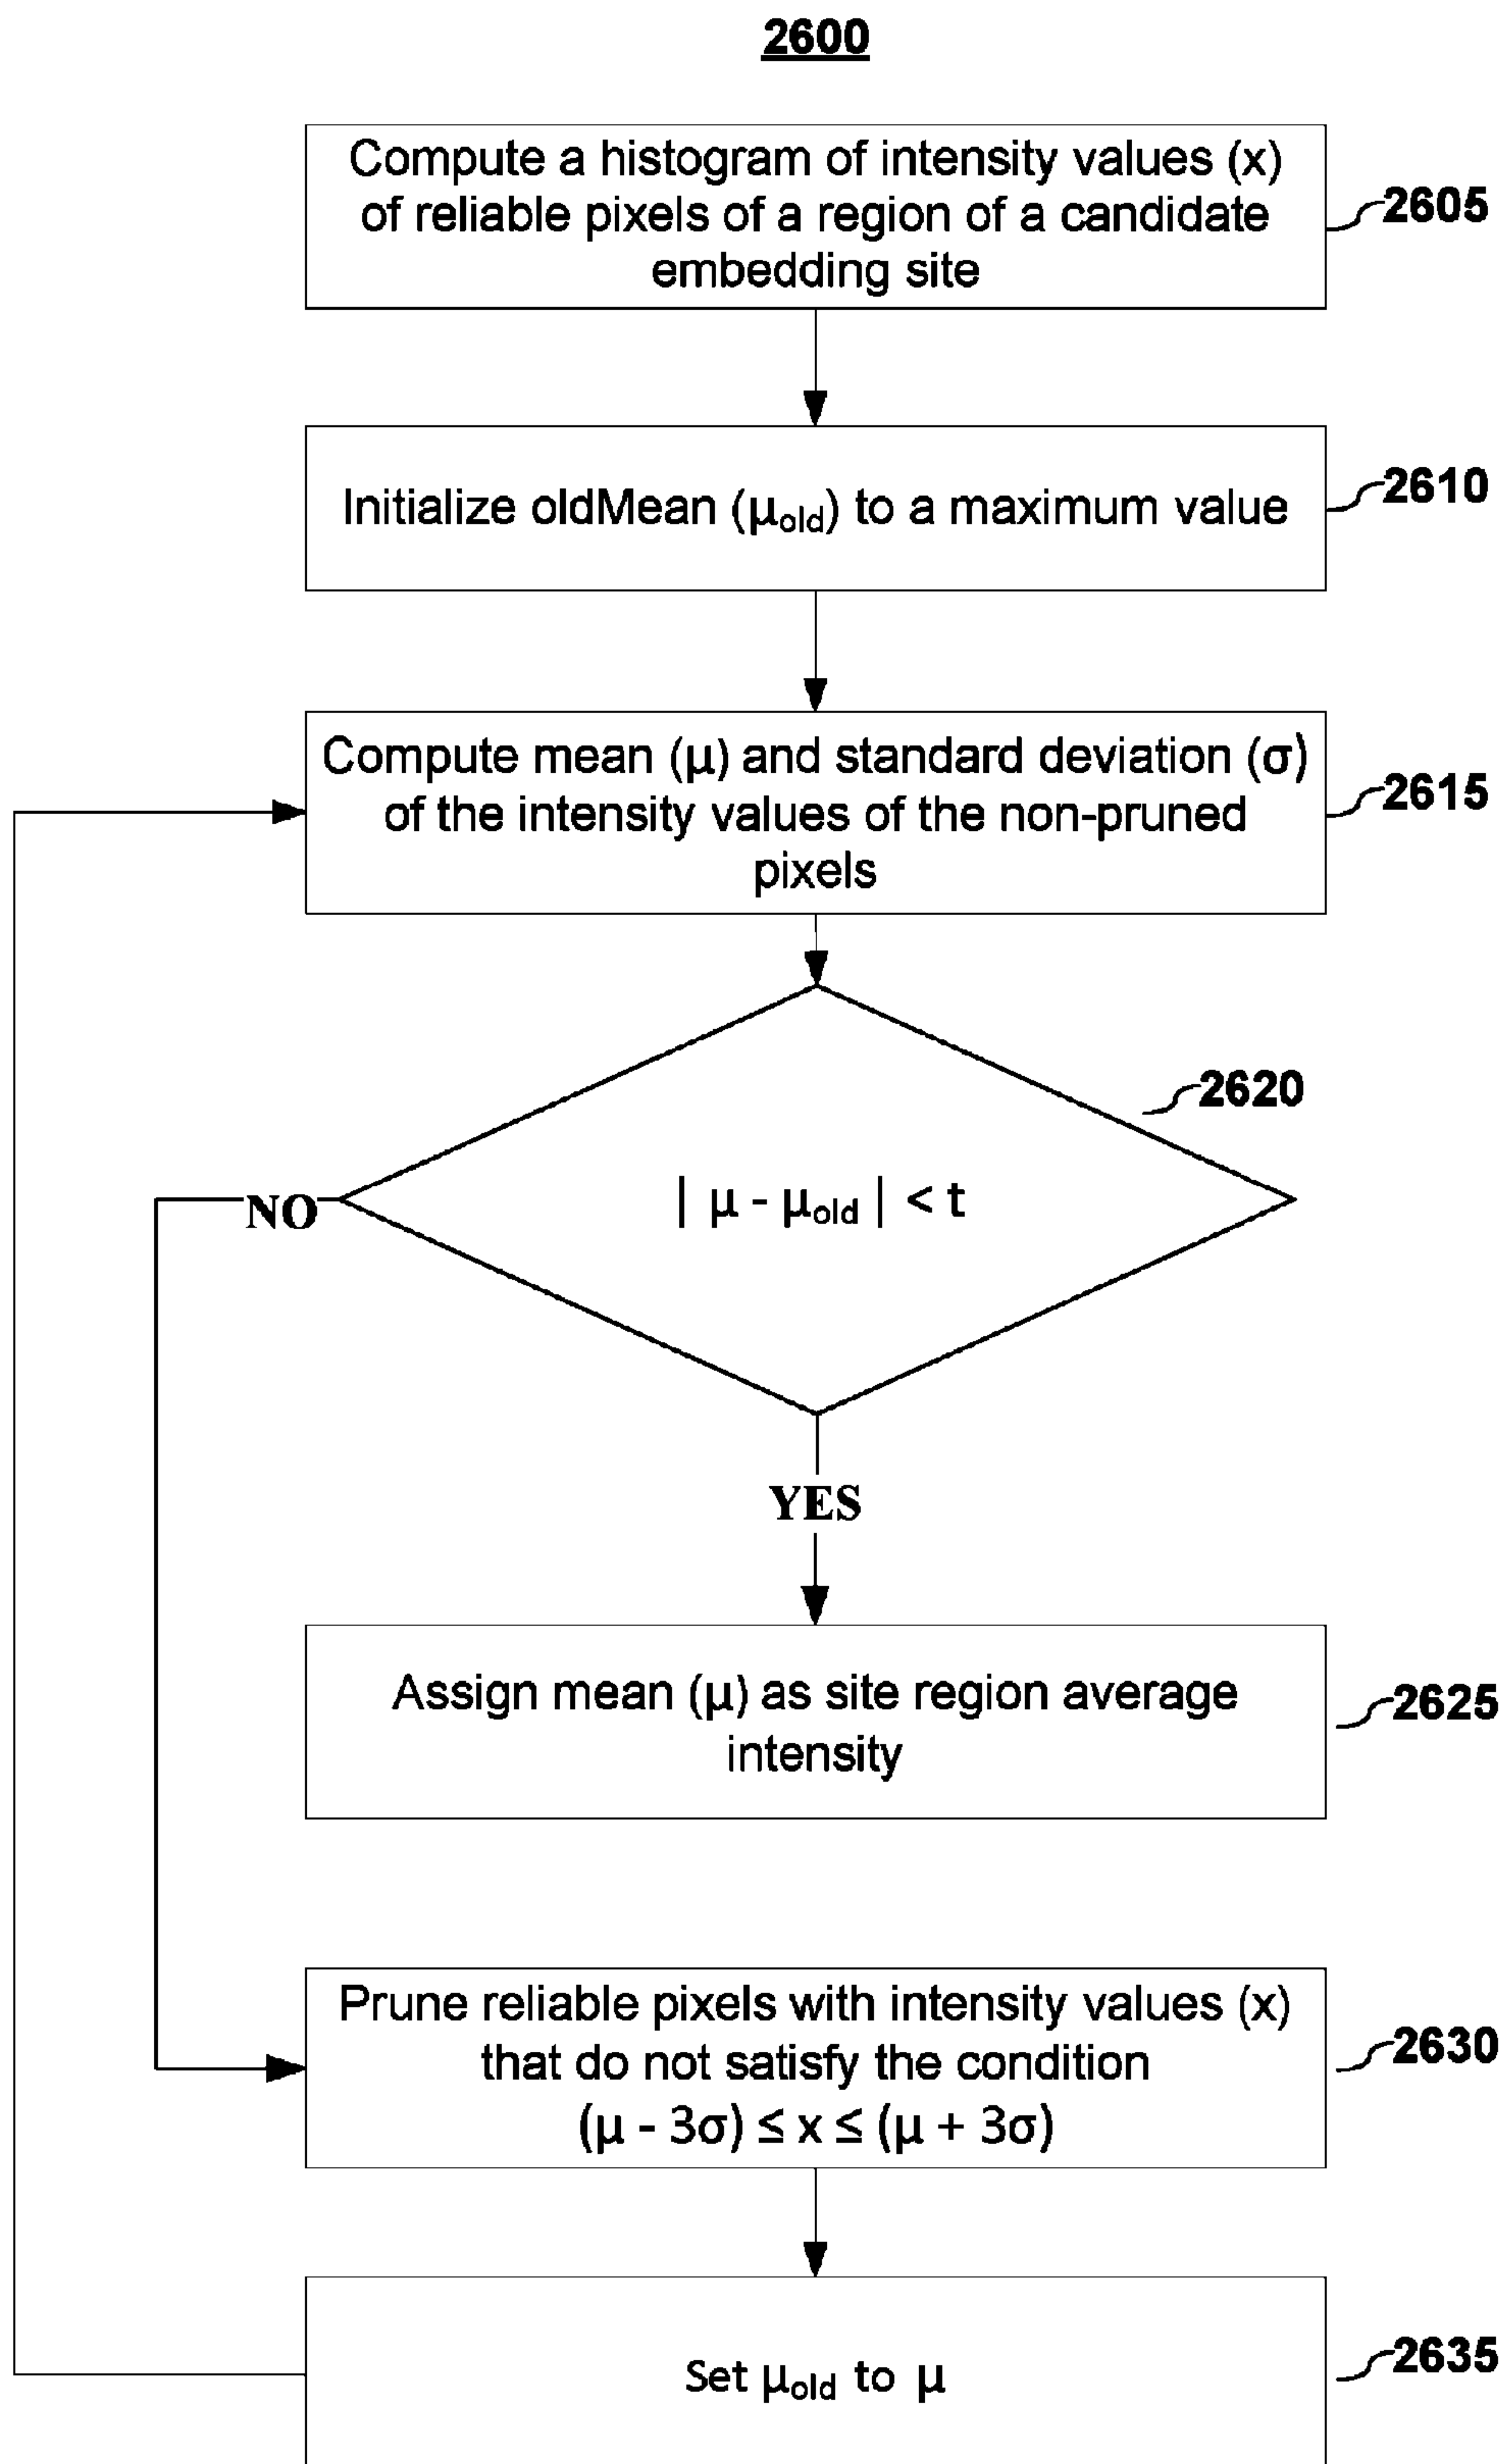 2600
Compute a histogram of intensity values (x)
of reliable pixels of a region of a candidate
embedding site
2605
Initialize oldMean (μold) to a maximum value
2610
Compute mean (μ) and standard deviation (σ)
of the intensity values of the non-pruned
pixels
2615
2620
| μ - μold | < t
NO
YES
Assign mean (μ) as site region average
intensity
2625
Prune reliable pixels with intensity values (x)
that do not satisfy the condition
(μ - 3σ) ≤ x ≤ (μ + 3σ)
2630
Set μold to μ
2635